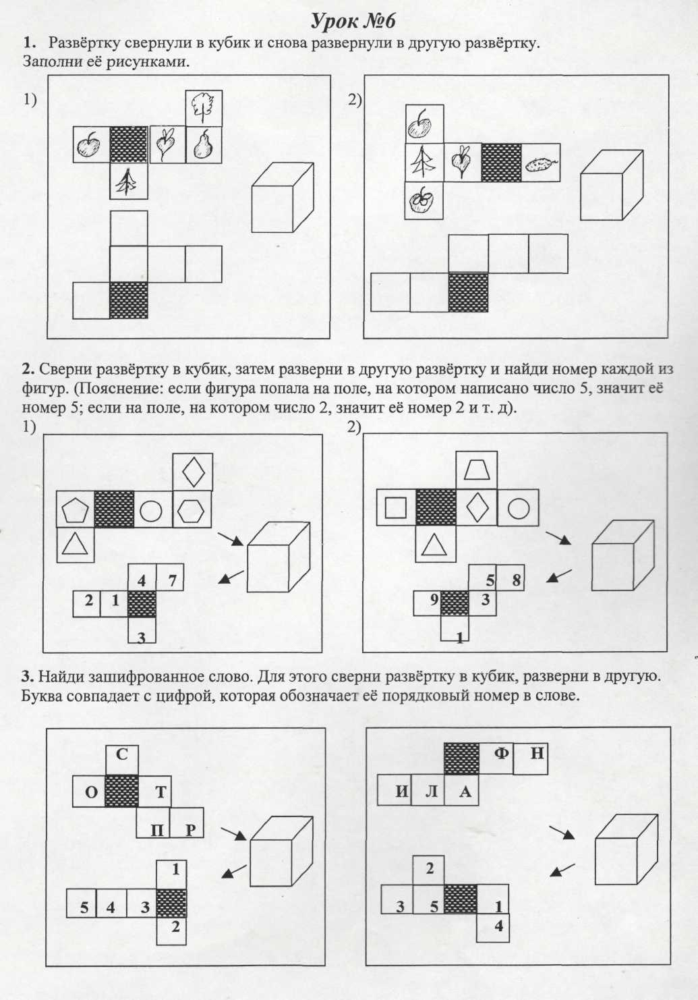 Урок №6
1. Развёртку свернули в кубик и снова развернули в другую развёртку.
Заполни её рисунками.
1)
2)
2. Сверни развёртку в кубик, затем разверни в другую развёртку и найди номер каждой из
фигур. (Пояснение: если фигура попала на поле, на котором написано число 5, значит её
номер 5; если на поле, на котором число 2, значит её номер 2 и т. д).
1)
2)
4 7
2 1
3
5 8
9 3
1
3. Найди зашифрованное слово. Для этого сверни развёртку в кубик, разверни в другую.
Буква совпадает с цифрой, которая обозначает её порядковый номер в слове.
С
О Т
П Р
1
5 4 3
2
Ф Н
И Л А
2
3 5 1
4